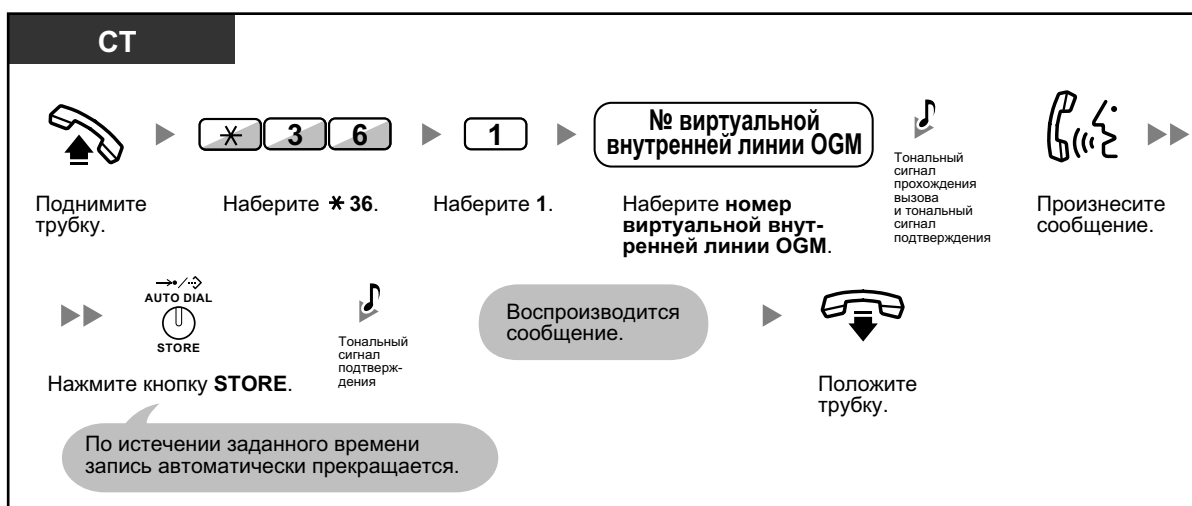 СТ
✳ 3 6
1
№ виртуальной
внутренней линии OGM
Тональный
сигнал
прохождения
вызова
и тональный
сигнал
подтверждения
Поднимите
трубку.
Наберите ✳ 36.
Наберите 1.
Наберите номер
виртуальной внут-
ренней линии OGM.
Произнесите
сообщение.
AUTO DIAL
STORE
Нажмите кнопку STORE.
Тональный
сигнал
подтверж-
дения
Воспроизводится
сообщение.
Положите
трубку.
По истечении заданного времени
запись автоматически прекращается.